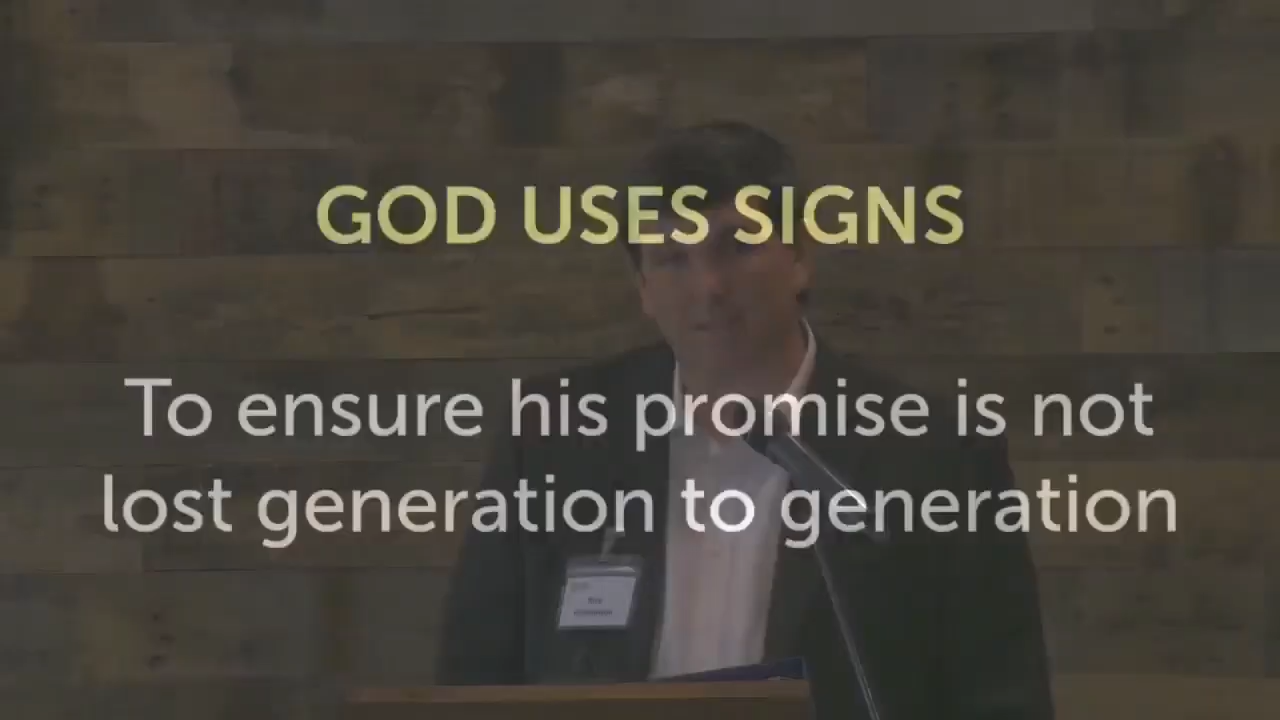 GOD USES SIGNS
To ensure his promise is not
lost generation to generation